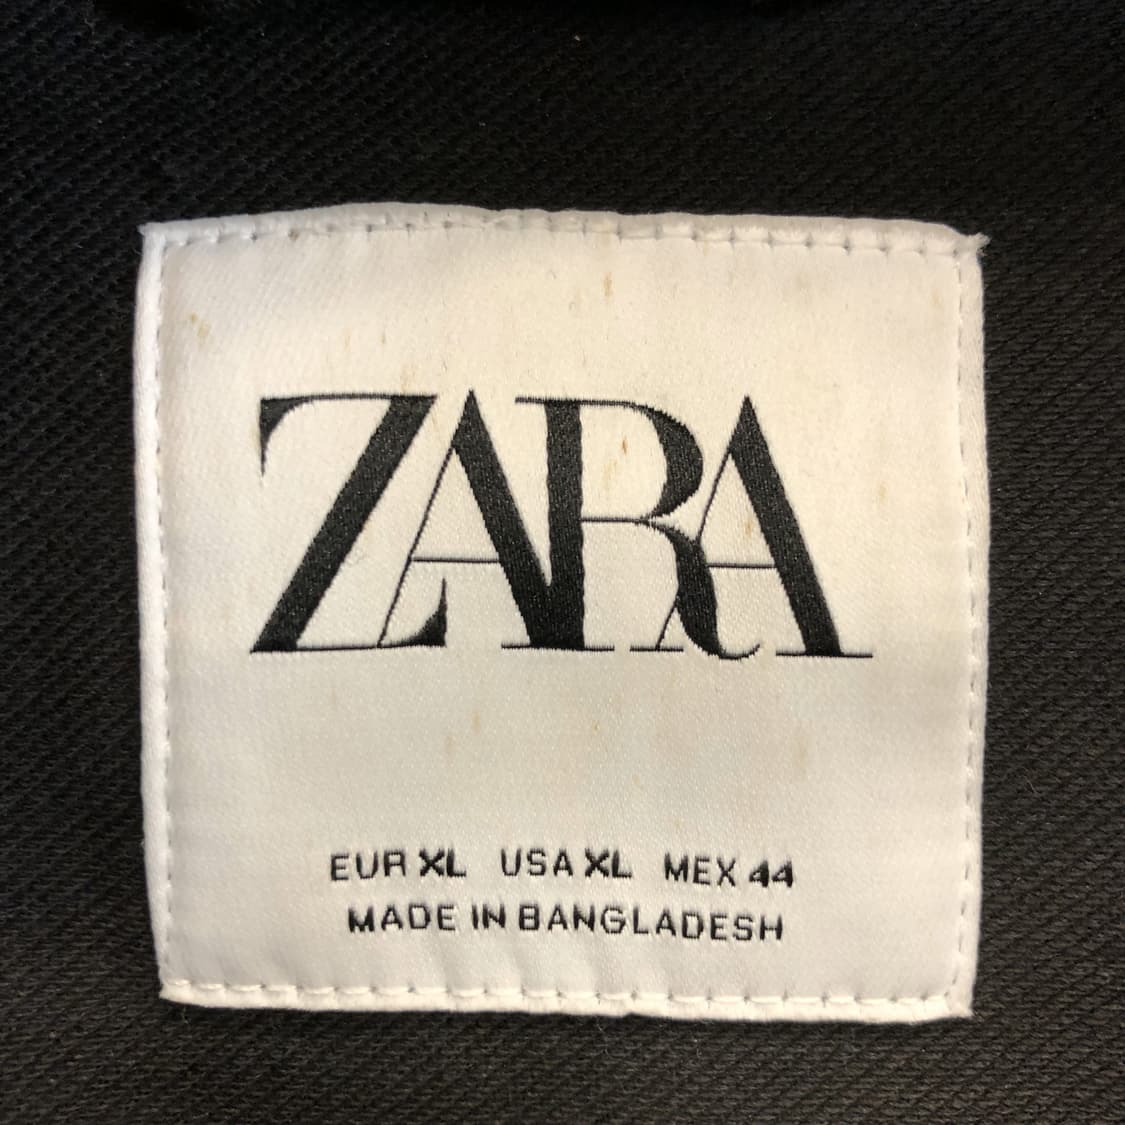 ZARA
EUR XL USA XL MEX 44
MADE IN BANGLADESH